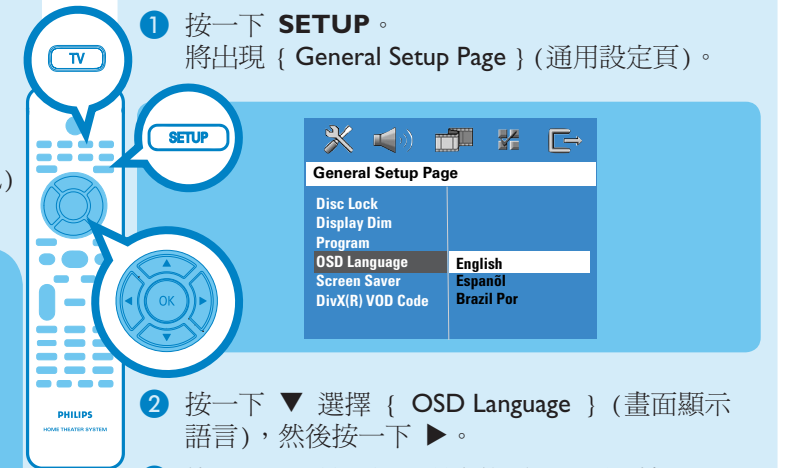 1 按一下 SETUP。
將出現 { General Setup Page } (通用設定頁)。
TV
SETUP
OK
PHILIPS
HOME THEATER SYSTEM
General Setup Page
Disc Lock
Display Dim
Program
OSD Language English
Screen Saver Espanõl
DivX(R) VOD Code Brazil Por
2 按一下 ▼ 選擇 { OSD Language } (畫面顯示
語言)，然後按一下 ▶。